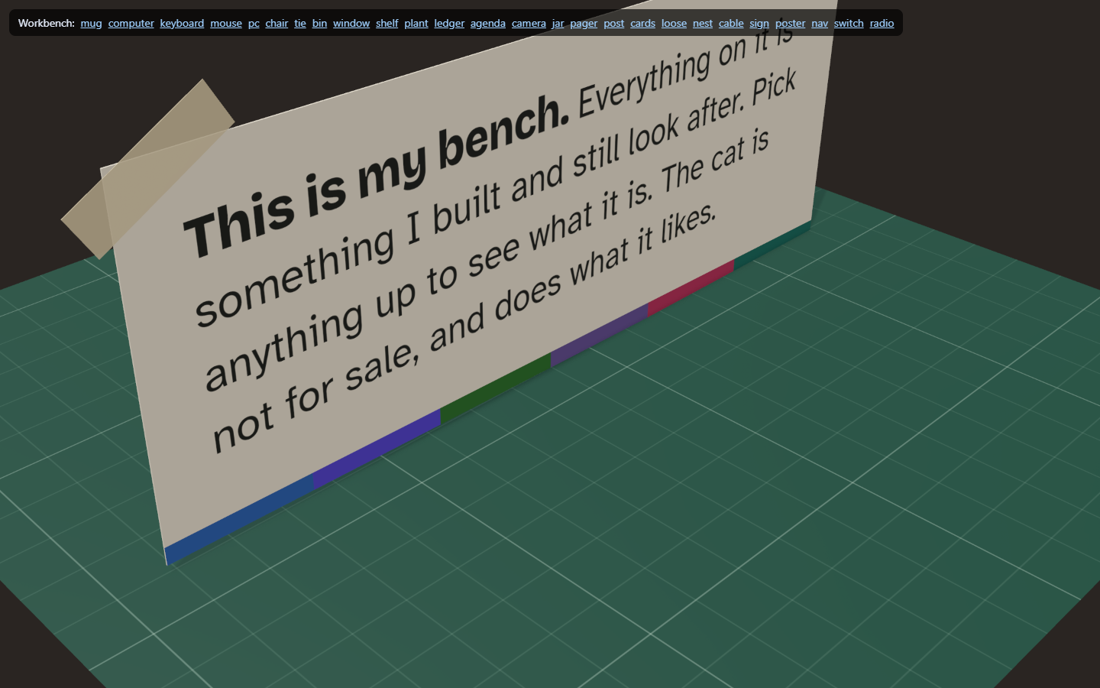 Workbench: mug computer keyboard mouse pc chair tie bin window shelf plant ledger agenda camera jar pager post cards loose nest cable sign poster nav switch radio
This is my bench. Everything on it is
something I built and still look after. Pick
anything up to see what it is. The cat is
not for sale, and does what it likes.